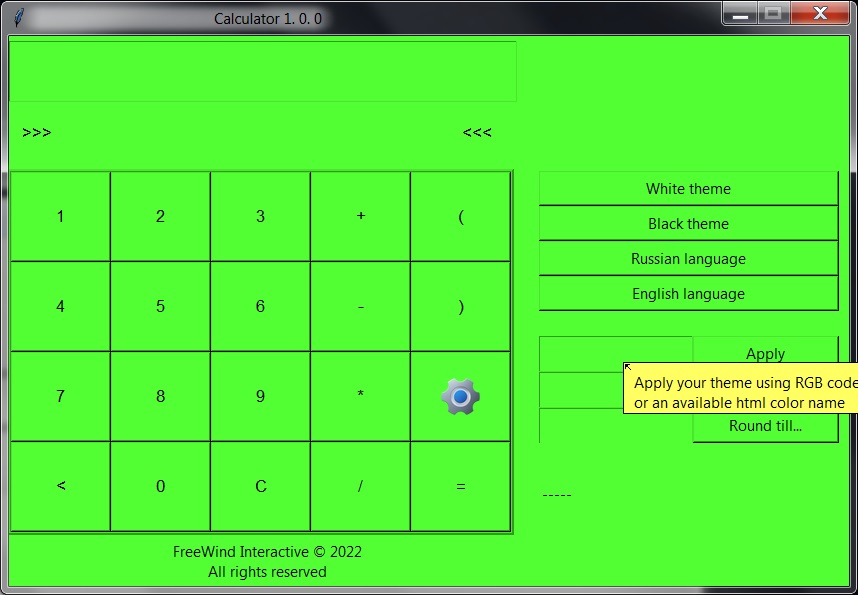 Calculator 1. 0. 0
>>> <<<
1 2 3 + (
4 5 6 - )
7 8 9 *
< 0 C / =
White theme
Black theme
Russian language
English language
Apply
Apply your theme using RGB code
or an available html color name
Round till...
-----
FreeWind Interactive © 2022
All rights reserved